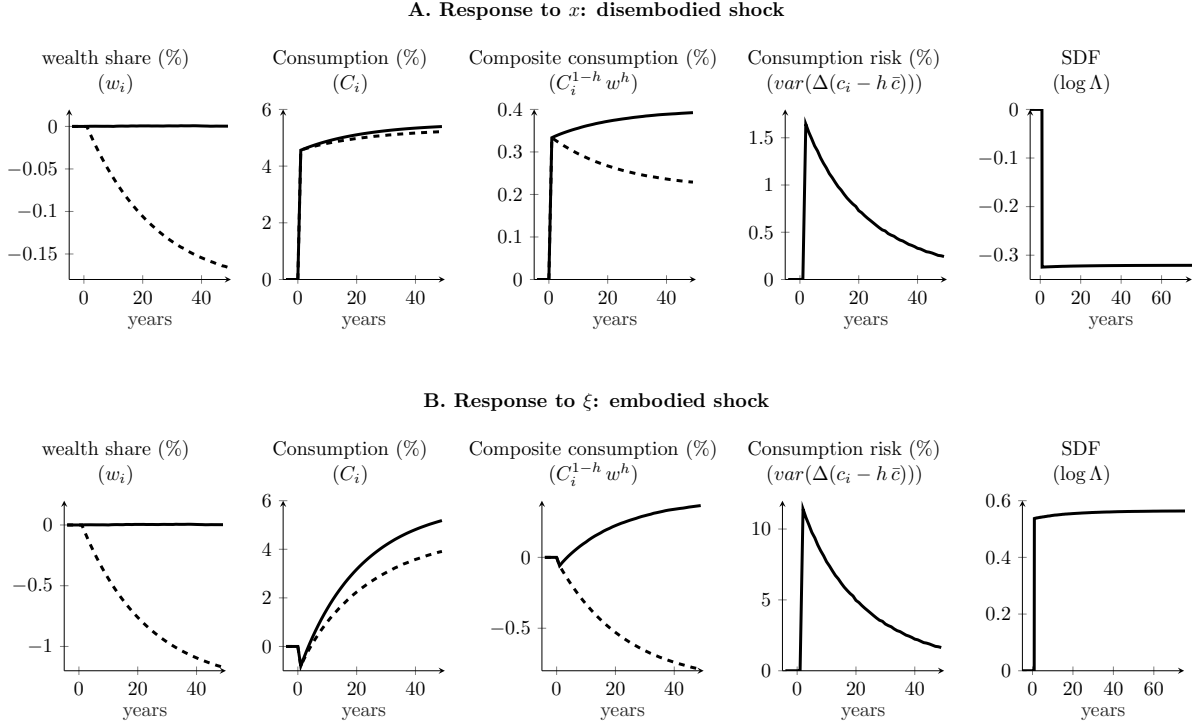 A. Response to x: disembodied shock
wealth share (%)
(w_i)
Consumption (%)
(C_i)
Composite consumption (%)
(C_i^{1−h} w^h)
Consumption risk (%)
(var(Δ(c_i − h c̄)))
SDF
(log Λ)
0
−0.05
−0.1
−0.15
0 20 40
years
6
4
2
0
0 20 40
years
0.4
0.3
0.2
0.1
0
0 20 40
years
1.5
1
0.5
0
0 20 40
years
0
−0.1
−0.2
−0.3
0 20 40 60
years
B. Response to ξ: embodied shock
wealth share (%)
(w_i)
Consumption (%)
(C_i)
Composite consumption (%)
(C_i^{1−h} w^h)
Consumption risk (%)
(var(Δ(c_i − h c̄)))
SDF
(log Λ)
0
−0.5
−1
0 20 40
years
6
4
2
0
0 20 40
years
0
−0.5
0 20 40
years
10
5
0
0 20 40
years
0.6
0.4
0.2
0
0 20 40 60
years